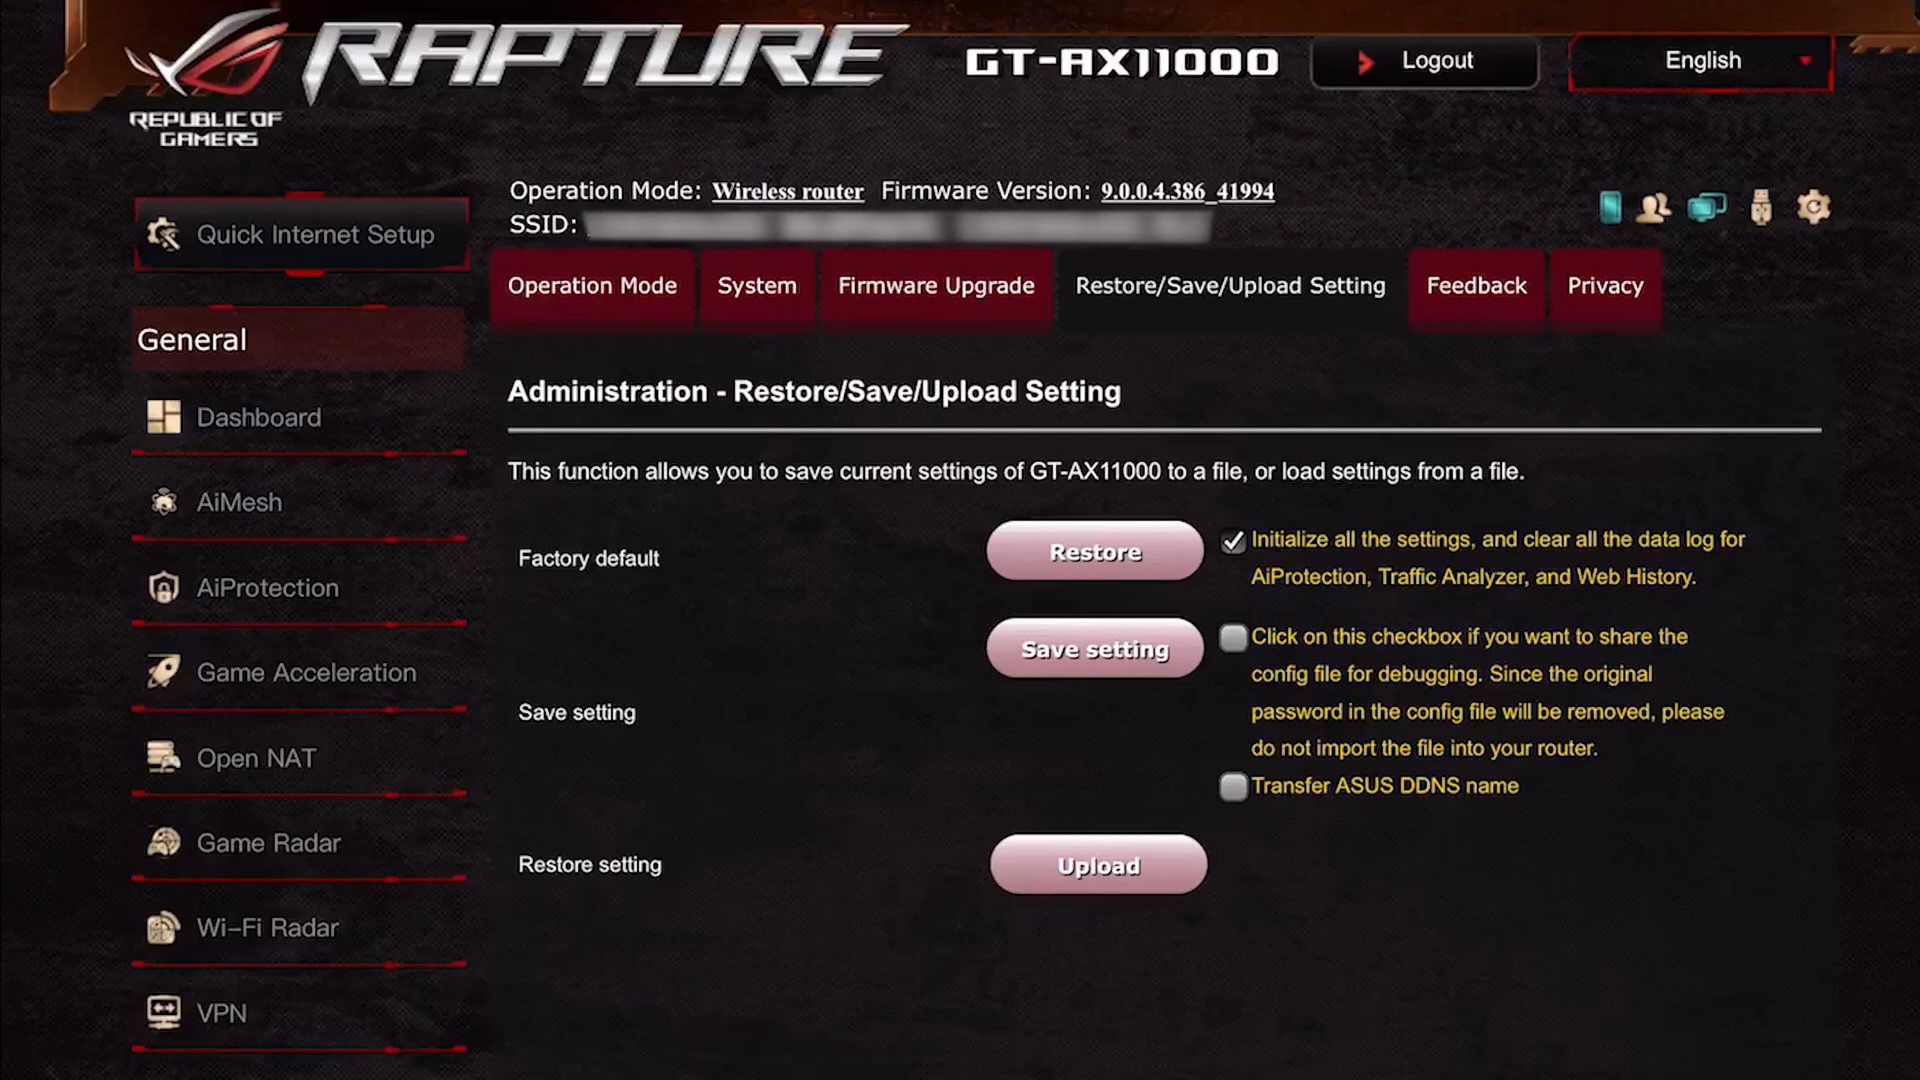 RAPTURE
REPUBLIC OF
GAMERS
GT-AX11000
Logout
English
Operation Mode: Wireless router Firmware Version: 9.0.0.4.386_41994
SSID:
Quick Internet Setup
General
Dashboard
AiMesh
AiProtection
Game Acceleration
Open NAT
Game Radar
Wi-Fi Radar
VPN
Operation Mode System Firmware Upgrade Restore/Save/Upload Setting Feedback Privacy
Administration - Restore/Save/Upload Setting
This function allows you to save current settings of GT-AX11000 to a file, or load settings from a file.
Factory default
Restore
Initialize all the settings, and clear all the data log for
AiProtection, Traffic Analyzer, and Web History.
Save setting
Save setting
Click on this checkbox if you want to share the
config file for debugging. Since the original
password in the config file will be removed, please
do not import the file into your router.
Transfer ASUS DDNS name
Restore setting
Upload